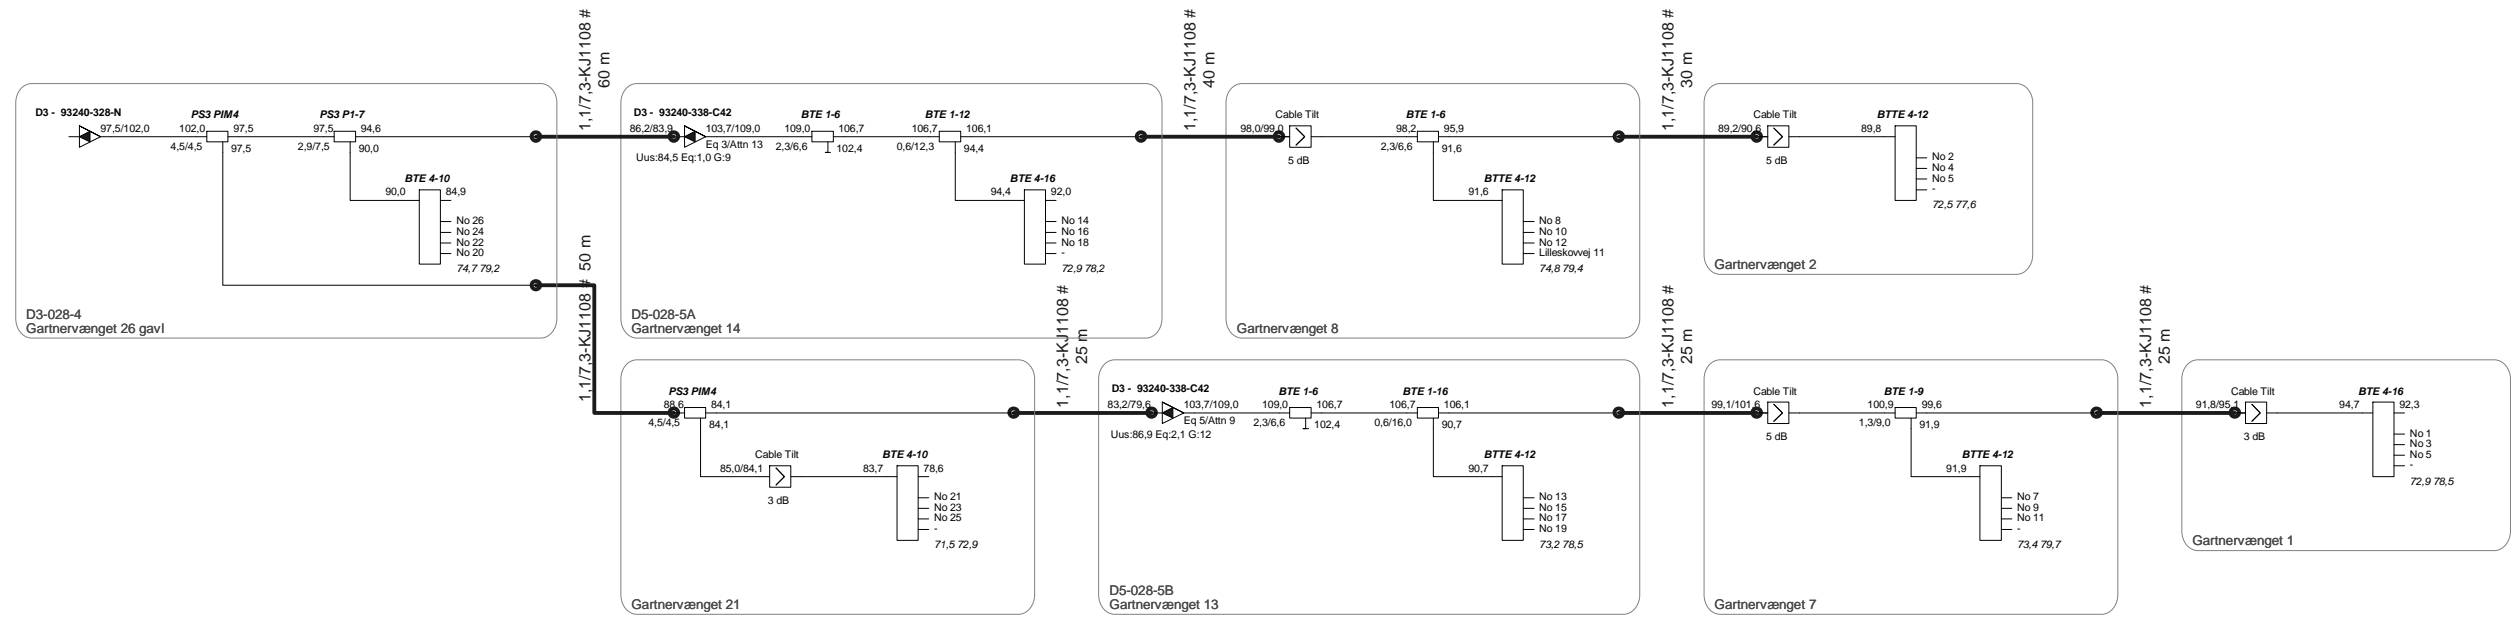 1,1/7,3-KJ1108 #
60 m
1,1/7,3-KJ1108 #
40 m
1,1/7,3-KJ1108 #
30 m
D3 - 93240-328-N
97,5/102,0
PS3 PIM4
102,0 97,5
4,5/4,5 97,5
PS3 P1-7
97,5 94,6
2,9/7,5 90,0
BTE 4-10
90,0 84,9
No 26
No 24
No 22
No 20
74,7 79,2
D3-028-4
Gartnervænget 26 gavl
D3 - 93240-338-C42
86,2/83,9 103,7/109,0
Eq 3/Attn 13
Uus:84,5 Eq:1,0 G:9
BTE 1-6
109,0 106,7
2,3/6,6 102,4
BTE 1-12
106,7 106,1
0,6/12,3 94,4
BTE 4-16
94,4 92,0
No 14
No 16
No 18
-
72,9 78,2
D5-028-5A
Gartnervænget 14
Cable Tilt
98,0/99,0
5 dB
BTE 1-6
98,2 95,9
2,3/6,6 91,6
BTTE 4-12
91,6
No 8
No 10
No 12
Lilleskovvej 11
74,8 79,4
Gartnervænget 8
Cable Tilt
89,2/90,6
5 dB
BTTE 4-12
89,8
No 2
No 4
No 5
-
72,5 77,6
Gartnervænget 2
1,1/7,3-KJ1108 # 50 m
1,1/7,3-KJ1108 #
25 m
1,1/7,3-KJ1108 #
25 m
1,1/7,3-KJ1108 #
25 m
PS3 PIM4
88,6 84,1
4,5/4,5 84,1
Cable Tilt
85,0/84,1
3 dB
BTE 4-10
83,7 78,6
No 21
No 23
No 25
-
71,5 72,9
Gartnervænget 21
D3 - 93240-338-C42
83,2/79,6 103,7/109,0
Eq 5/Attn 9
Uus:86,9 Eq:2,1 G:12
BTE 1-6
109,0 106,7
2,3/6,6 102,4
BTE 1-16
106,7 106,1
0,6/16,0 90,7
BTTE 4-12
90,7
No 13
No 15
No 17
No 19
73,2 78,5
D5-028-5B
Gartnervænget 13
Cable Tilt
99,1/101,6
5 dB
BTE 1-9
100,9 99,6
1,3/9,0 91,9
BTTE 4-12
91,9
No 7
No 9
No 11
-
73,4 79,7
Gartnervænget 7
Cable Tilt
91,8/95,1
3 dB
BTE 4-16
94,7 92,3
No 1
No 3
No 5
-
72,9 78,5
Gartnervænget 1